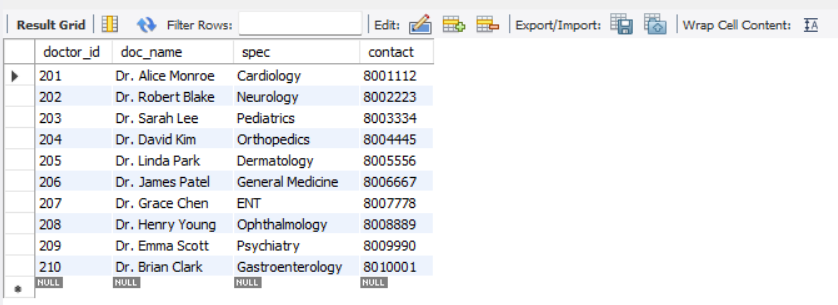 Result Grid Filter Rows: Edit: Export/Import: Wrap Cell Content: IA
doctor_id doc_name spec contact
201 Dr. Alice Monroe Cardiology 8001112
202 Dr. Robert Blake Neurology 8002223
203 Dr. Sarah Lee Pediatrics 8003334
204 Dr. David Kim Orthopedics 8004445
205 Dr. Linda Park Dermatology 8005556
206 Dr. James Patel General Medicine 8006667
207 Dr. Grace Chen ENT 8007778
208 Dr. Henry Young Ophthalmology 8008889
209 Dr. Emma Scott Psychiatry 8009990
210 Dr. Brian Clark Gastroenterology 8010001
NULL NULL NULL NULL